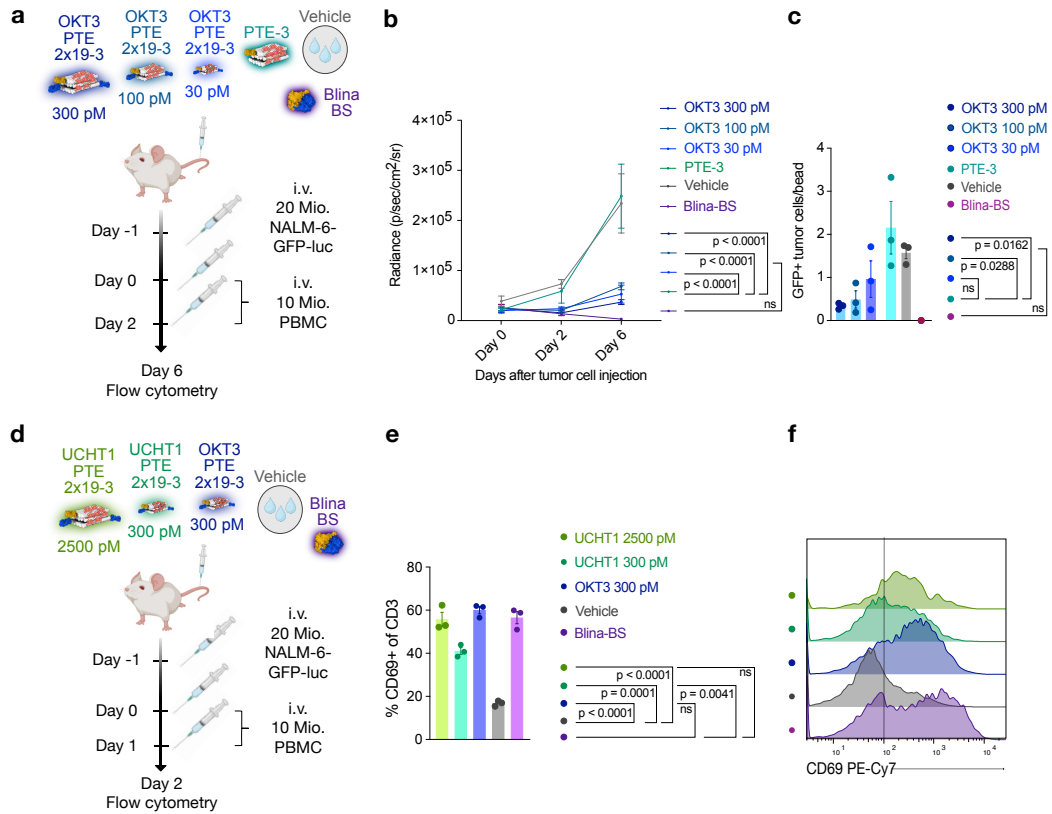 a
OKT3
PTE
2x19-3
300 pM
OKT3
PTE
2x19-3
100 pM
OKT3
PTE
2x19-3
30 pM
PTE-3
Vehicle
Blina
BS
Day -1
Day 0
Day 2
i.v.
20 Mio.
NALM-6-
GFP-luc
i.v.
10 Mio.
PBMC
Day 6
Flow cytometry
b
Radiance (p/sec/cm²/sr)
4×10⁵
3×10⁵
2×10⁵
1×10⁵
0
Day 0
Day 2
Day 6
Days after tumor cell injection
OKT3 300 pM
OKT3 100 pM
OKT3 30 pM
PTE-3
Vehicle
Blina-BS
p < 0.0001
p < 0.0001
p < 0.0001
ns
c
GFP+ tumor cells/bead
4
3
2
1
0
OKT3 300 pM
OKT3 100 pM
OKT3 30 pM
PTE-3
Vehicle
Blina-BS
p = 0.0162
p = 0.0288
ns
ns
d
UCHT1
PTE
2x19-3
2500 pM
UCHT1
PTE
2x19-3
300 pM
OKT3
PTE
2x19-3
300 pM
Vehicle
Blina
BS
Day -1
Day 0
Day 1
i.v.
20 Mio.
NALM-6-
GFP-luc
i.v.
10 Mio.
PBMC
Day 2
Flow cytometry
e
% CD69+ of CD3
80
60
40
20
0
UCHT1 2500 pM
UCHT1 300 pM
OKT3 300 pM
Vehicle
Blina-BS
p < 0.0001
p = 0.0001
p < 0.0001
ns
p = 0.0041
ns
f
10¹
10²
10³
10⁴
CD69 PE-Cy7